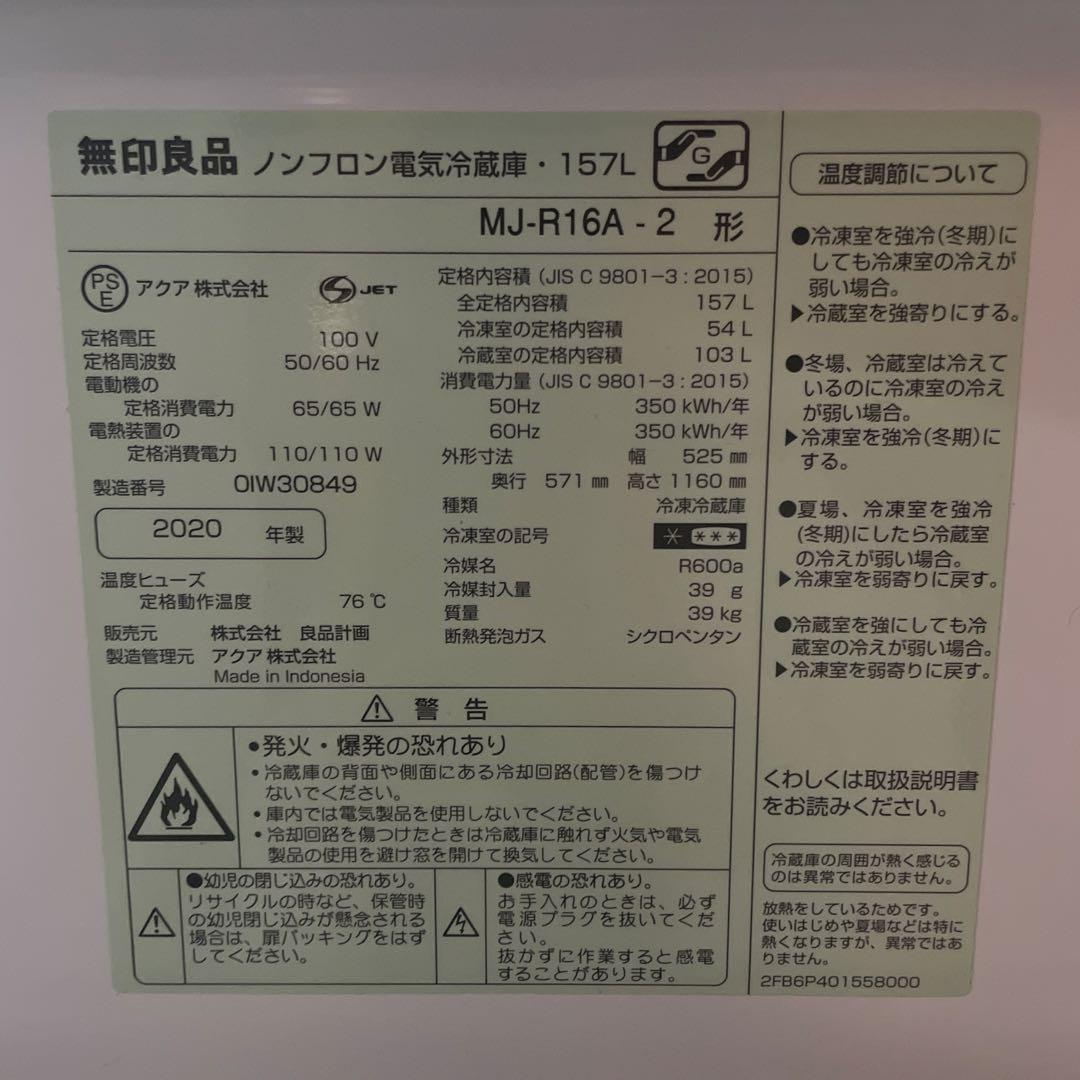 無印良品 ノンフロン電気冷蔵庫・157L
G
MJ-R16A - 2 形
PS
E
アクア 株式会社
JET
定格電圧 100 V
定格周波数 50/60 Hz
電動機の
定格消費電力 65/65 W
電熱装置の
定格消費電力 110/110 W
製造番号 OIW30849
2020 年製
温度ヒューズ
定格動作温度 76℃
販売元 株式会社 良品計画
製造管理元 アクア 株式会社
Made in Indonesia
定格内容積 (JIS C 9801-3 : 2015)
全定格内容積 157 L
冷凍室の定格内容積 54 L
冷蔵室の定格内容積 103 L
消費電力量 (JIS C 9801-3 : 2015)
50Hz 350 kWh/年
60Hz 350 kWh/年
外形寸法 幅 525 ㎜
奥行 571 ㎜ 高さ 1160 ㎜
種類 冷凍冷蔵庫
冷凍室の記号 * ***
冷媒名 R600a
冷媒封入量 39 g
質量 39 kg
断熱発泡ガス シクロペンタン
警 告
●発火・爆発の恐れあり
・冷蔵庫の背面や側面にある冷却回路(配管)を傷つけ
ないでください。
・庫内では電気製品を使用しないでください。
・冷却回路を傷つけたときは冷蔵庫に触れず火気や電気
製品の使用を避け窓を開けて換気してください。
●幼児の閉じ込みの恐れあり。
リサイクルの時など、保管時
の幼児閉じ込みが懸念される
場合は、扉パッキングをはず
してください。
●感電の恐れあり。
お手入れのときは、必ず
電源プラグを抜いてくだ
さい。
抜かずに作業すると感電
することがあります。
温度調節について
●冷凍室を強冷(冬期)に
しても冷凍室の冷えが
弱い場合。
▶冷蔵室を強寄りにする。
●冬場、冷蔵室は冷えて
いるのに冷凍室の冷え
が弱い場合。
▶冷凍室を強冷(冬期)に
する。
●夏場、冷凍室を強冷
(冬期)にしたら冷蔵室
の冷えが弱い場合。
▶冷凍室を弱寄りに戻す。
●冷蔵室を強にしても冷
蔵室の冷えが弱い場合。
▶冷凍室を弱寄りに戻す。
くわしくは取扱説明書
をお読みください。
冷蔵庫の周囲が熱く感じる
のは異常ではありません。
放熱をしているためです。
使いはじめや夏場などは特に
熱くなりますが、異常ではあ
りません。
2FB6P401558000